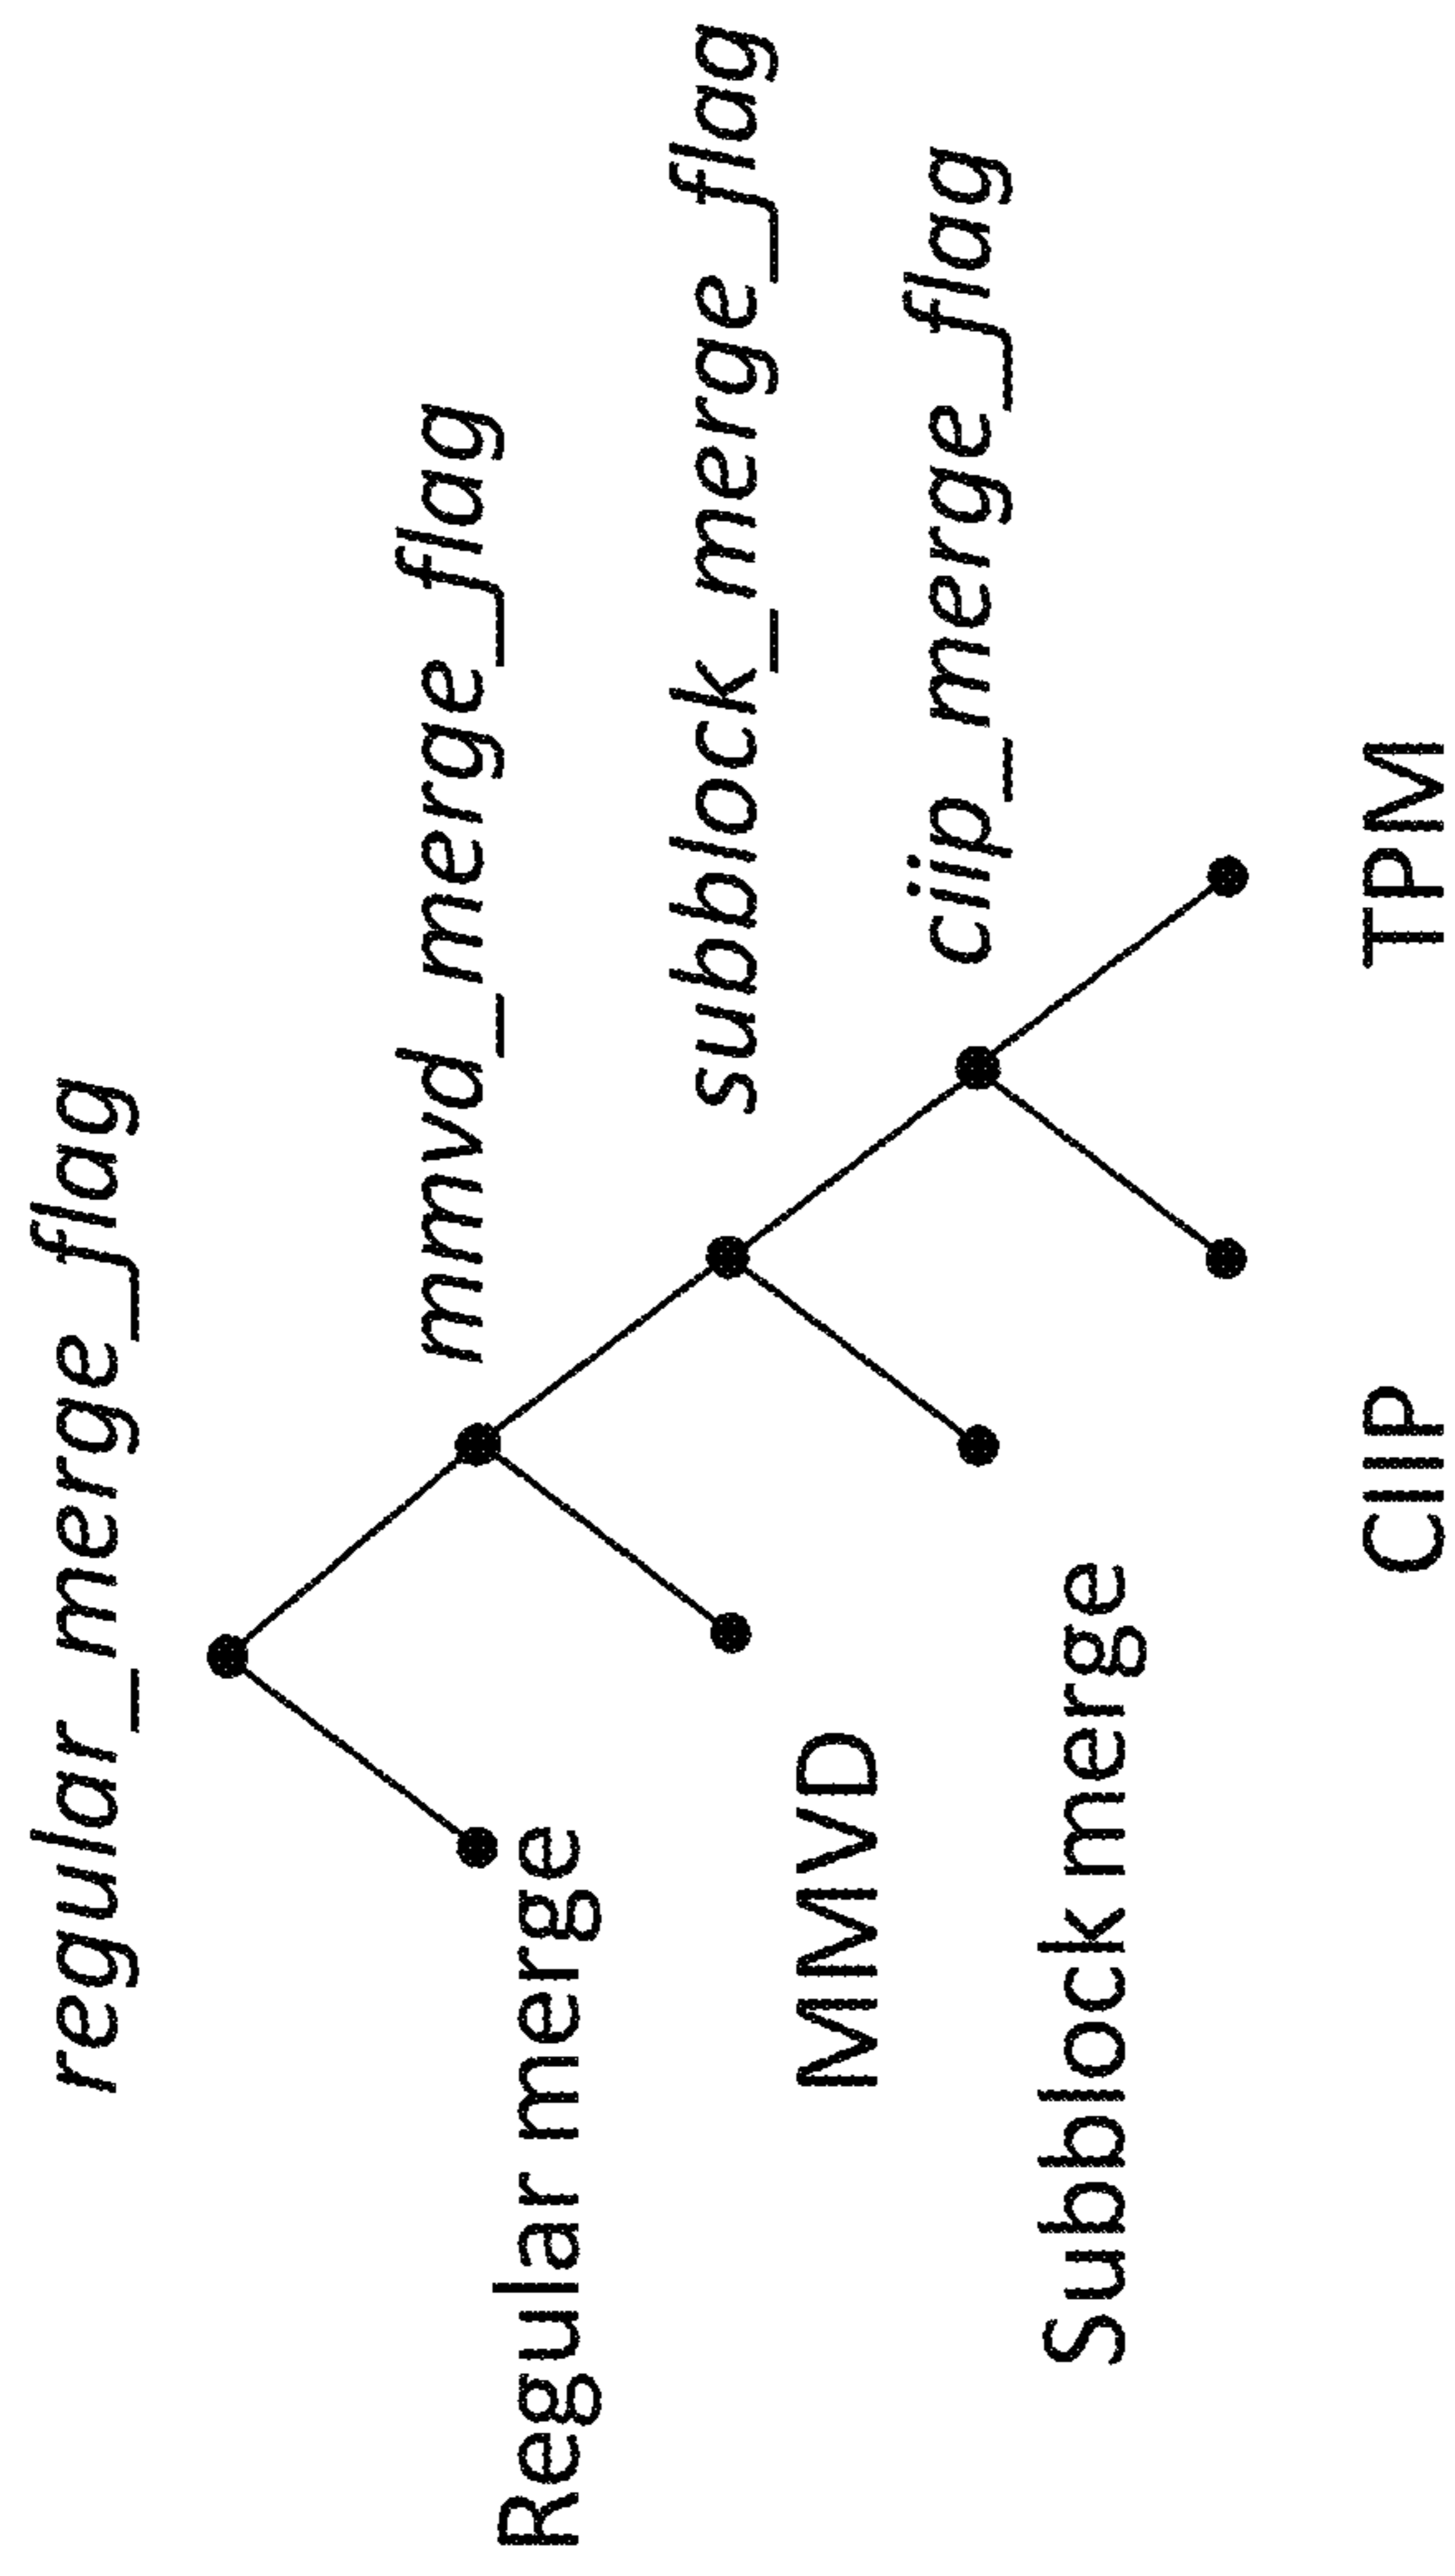 regular_merge_flag
mmvd_merge_flag
Regular merge
subblock_merge_flag
MMVD
ciip_merge_flag
Subblock merge
CIIP
TPM